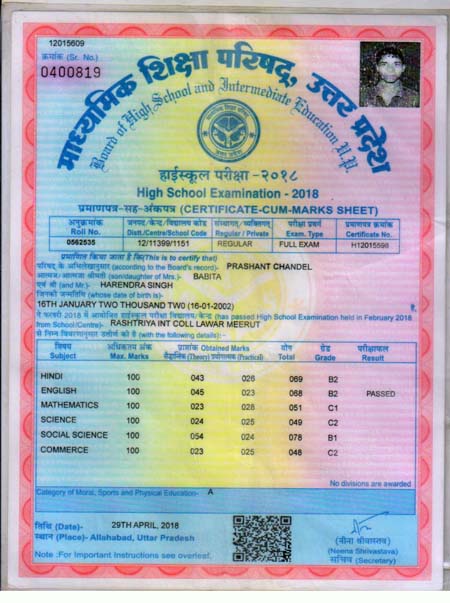 12015609
क्रमांक (Sr. No.)
0400819
माध्यमिक शिक्षा परिषद, उत्तर प्रदेश
Board of High School and Intermediate Education U.P.
हाईस्कूल परीक्षा -२०१८
High School Examination - 2018
प्रमाणपत्र-सह-अंकपत्र (CERTIFICATE-CUM-MARKS SHEET)
अनुक्रमांक जनपद/केन्द्र/विद्यालय कोड संस्थागत/व्यक्तिगत परीक्षा प्रकार प्रमाणपत्र क्रमांक
Roll No. Distt./Centre/School Code Regular / Private Exam. Type Certificate No.
0562535 12/11399/1151 REGULAR FULL EXAM H12015598
प्रमाणित किया जाता है कि(This is to certify that)
परिषद के अभिलेखानुसार (according to the Board's record)- PRASHANT CHANDEL
आत्मज/आत्मजा श्रीमती (son/daughter of Mrs.)- BABITA
एवं श्री (and Mr.)- HARENDRA SINGH
जिनकी जन्मतिथि (whose date of birth is)-
16TH JANUARY TWO THOUSAND TWO (16-01-2002)
ने फरवरी 2018 में आयोजित हाईस्कूल परीक्षा विद्यालय/केन्द्र (has passed High School Examination held in February 2018
from School/Centre)- RASHTRIYA INT COLL LAWAR MEERUT
से निम्न विवरणानुसार उत्तीर्ण की है (with the following details):-
विषय अधिकतम अंक प्राप्तांक Obtained Marks योग ग्रेड परीक्षाफल
Subject Max. Marks सैद्धान्तिक (Theory) प्रयोगात्मक (Practical) Total Grade Result
HINDI 100 043 026 069 B2
ENGLISH 100 045 023 068 B2 PASSED
MATHEMATICS 100 023 028 051 C1
SCIENCE 100 024 025 049 C2
SOCIAL SCIENCE 100 054 024 078 B1
COMMERCE 100 023 025 048 C2
No divisions are awarded
Category of Moral, Sports and Physical Education- A
तिथि (Date)- 29TH APRIL, 2018
स्थान (Place)- Allahabad, Uttar Pradesh
(नीना श्रीवास्तव)
(Neena Shrivastava)
सचिव (Secretary)
Note :For Important Instructions see overleaf.